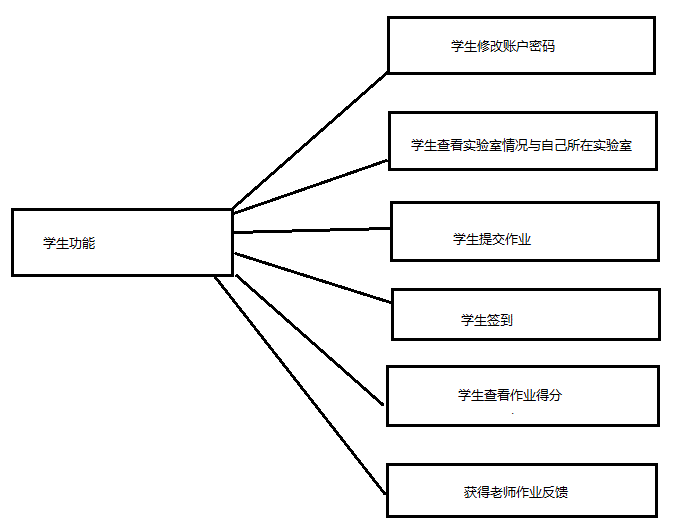 学生修改账户密码
学生查看实验室情况与自己所在实验室
学生功能
学生提交作业
学生签到
学生查看作业得分
获得老师作业反馈